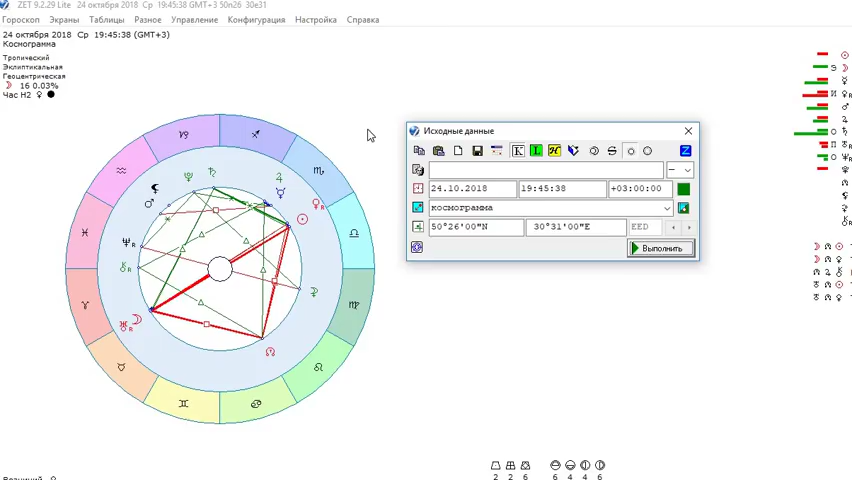 ZET 9.2.29 Lite   24 октября 2018  Ср  19:45:38 GMT+3 50n26  30e31
Гороскоп  Экраны  Таблицы  Разное  Управление  Конфигурация  Настройка  Справка
24 октября 2018  Ср  19:45:38 (GMT+3)
Космограмма
Тропический
Эклиптикальная
Геоцентрическая
16 0.03%
Час H2
Исходные данные
K L H Z
24.10.2018  19:45:38  +03:00:00
космограмма
50°26'00"N  30°31'00"E  EED
Выполнить
2 2 6  6 4 4 6